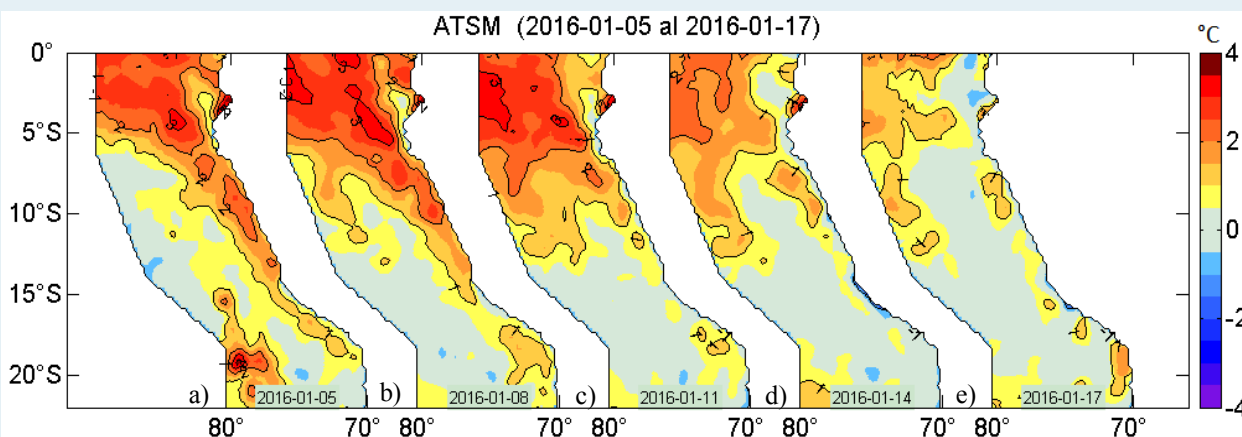 ATSM (2016-01-05 al 2016-01-17)
°C
0°
5°S
10°S
15°S
20°S
a) 2016-01-05
b) 2016-01-08
c) 2016-01-11
d) 2016-01-14
e) 2016-01-17
80° 70° 80° 70° 80° 70° 80° 70° 80° 70°
4
2
0
-2
-4